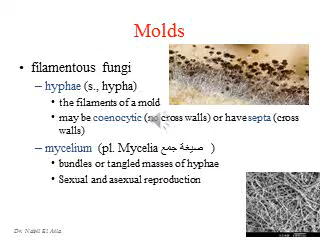 Molds
• filamentous fungi
– hyphae (s., hypha)
• the filaments of a mold
• may be coenocytic (no cross walls) or have septa (cross
walls)
– mycelium (pl. Mycelia صيغة جمع )
• bundles or tangled masses of hyphae
• Sexual and asexual reproduction
Dr. Nabil El Aila